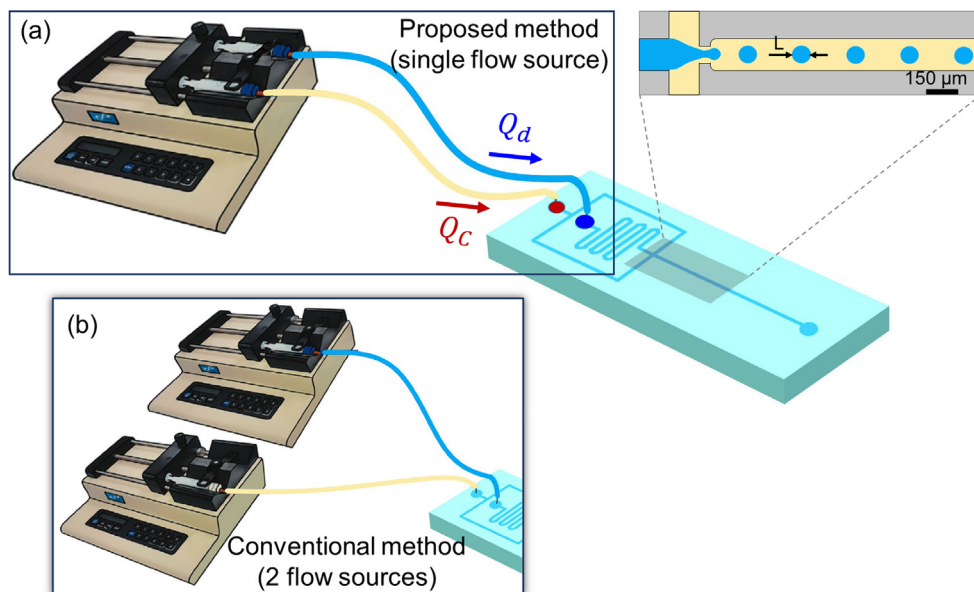 (a)
Proposed method
(single flow source)
Q_d
Q_C
L
150 μm
(b)
Conventional method
(2 flow sources)